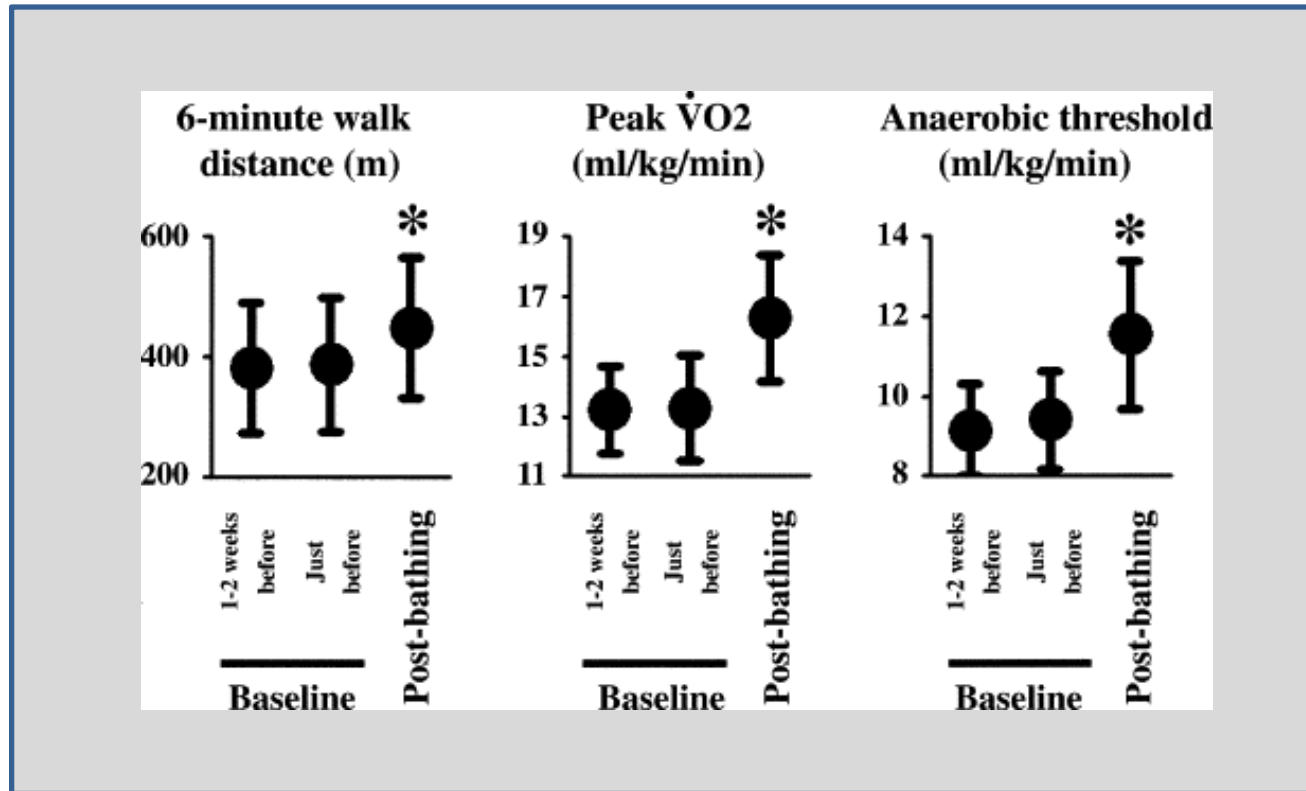 6-minute walk
distance (m)
*
600
400
200
1-2 weeks
before
Just
before
Post-bathing
Baseline
Peak V̇O2
(ml/kg/min)
*
19
17
15
13
11
1-2 weeks
before
Just
before
Post-bathing
Baseline
Anaerobic threshold
(ml/kg/min)
*
14
12
10
8
1-2 weeks
before
Just
before
Post-bathing
Baseline